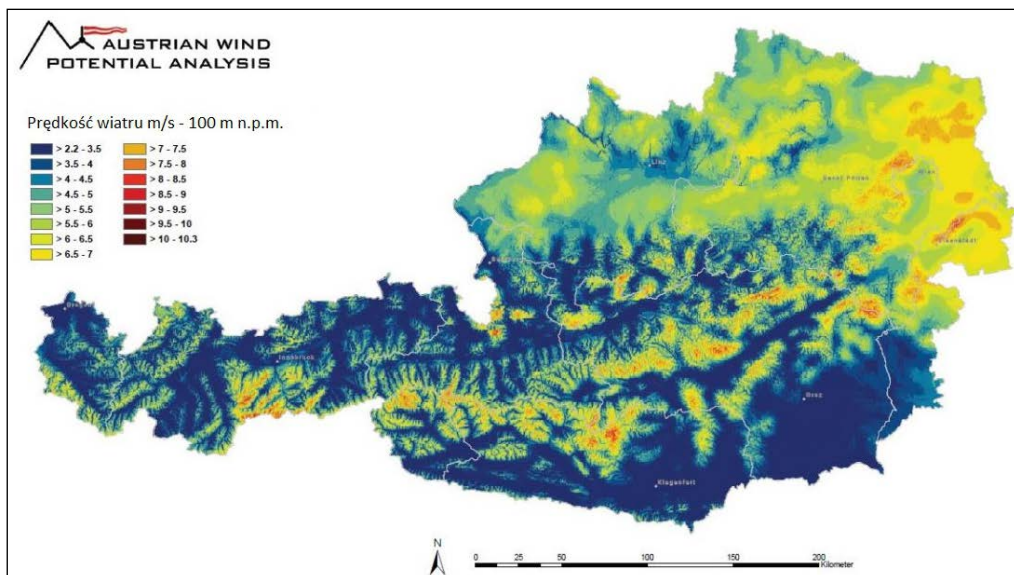 AUSTRIAN WIND
POTENTIAL ANALYSIS
Prędkość wiatru m/s - 100 m n.p.m.
> 2.2 - 3.5
> 3.5 - 4
> 4 - 4.5
> 4.5 - 5
> 5 - 5.5
> 5.5 - 6
> 6 - 6.5
> 6.5 - 7
> 7 - 7.5
> 7.5 - 8
> 8 - 8.5
> 8.5 - 9
> 9 - 9.5
> 9.5 - 10
> 10 - 10.3
Linz
Sankt Pölten
Wien
Eisenstadt
Innsbruck
Graz
Klagenfurt
N
0 25 50 100 150 200
Kilometer